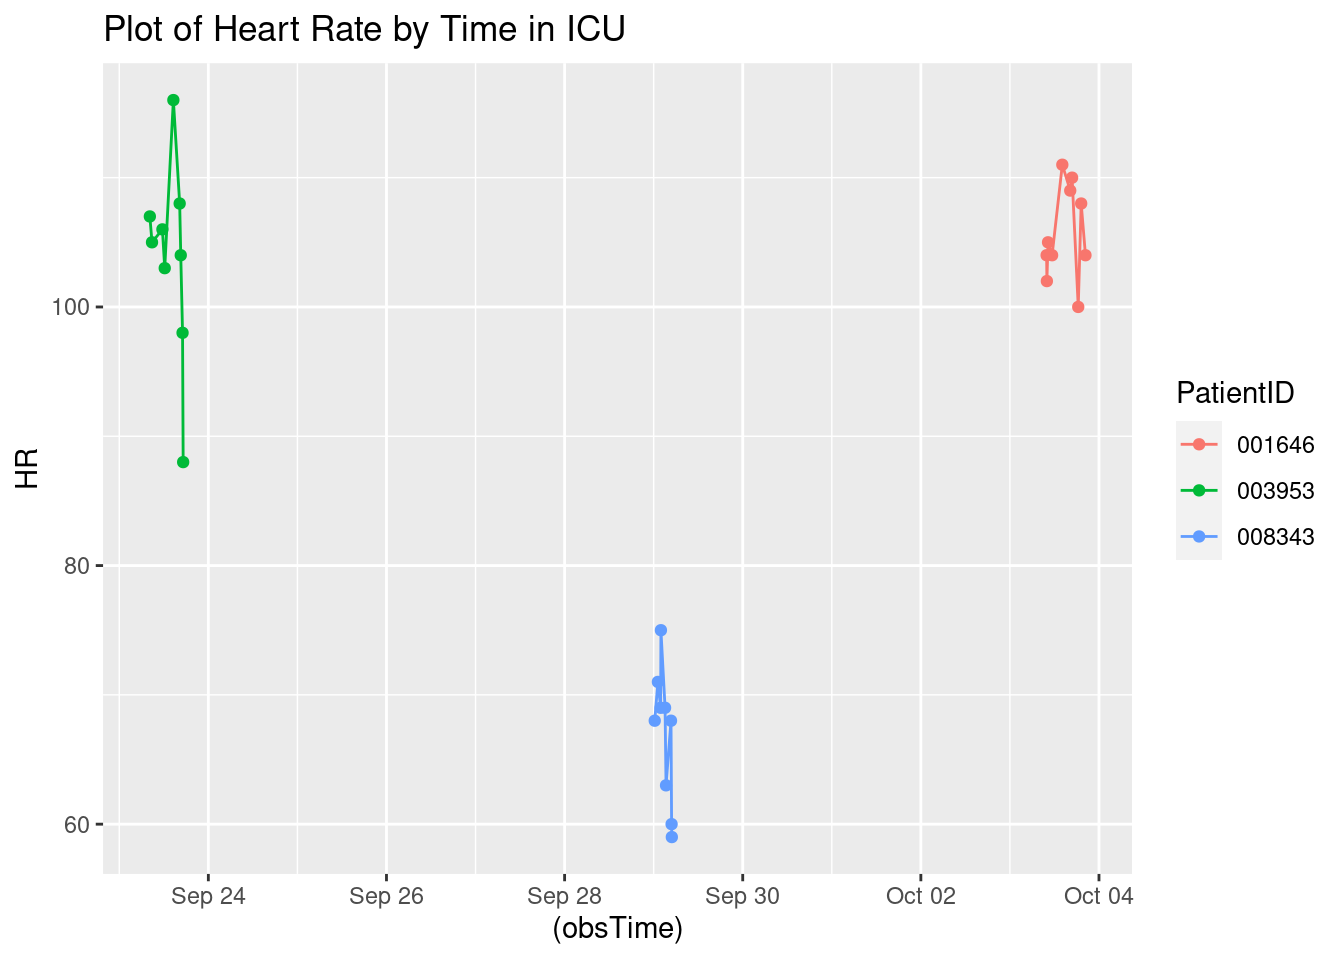 Plot of Heart Rate by Time in ICU
HR
100
80
60
Sep 24
Sep 26
Sep 28
Sep 30
Oct 02
Oct 04
(obsTime)
PatientID
001646
003953
008343